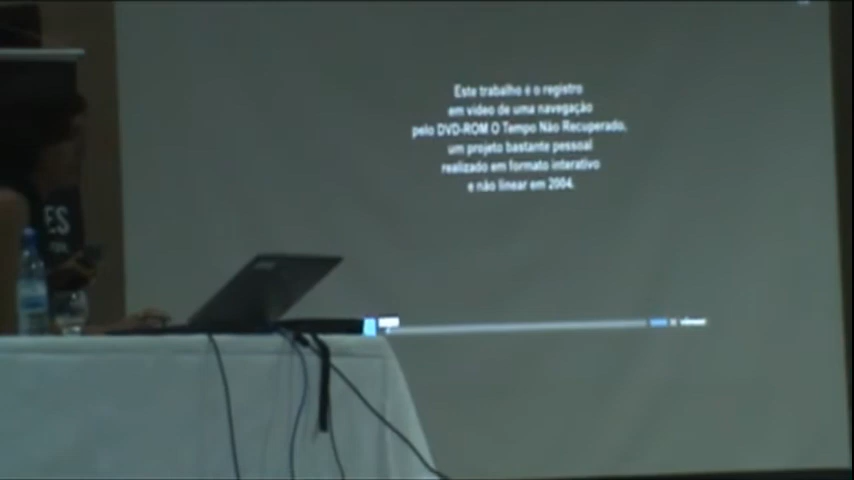 Este trabalho é o registro
em vídeo de uma navegação
pelo DVD-ROM O Tempo Não Recuperado,
um projeto bastante pessoal
realizado em formato interativo
e não linear em 2004.
ES